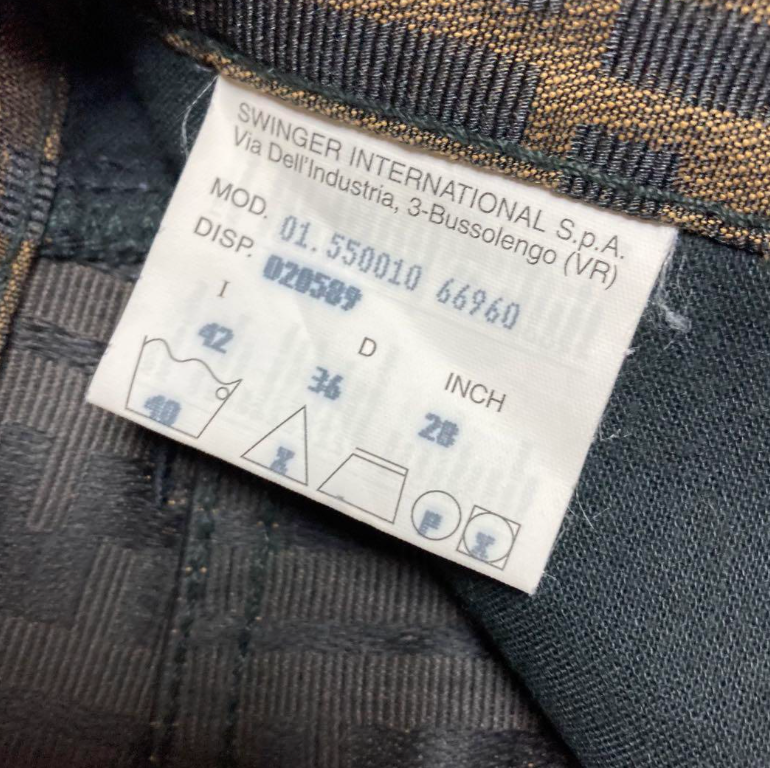 SWINGER INTERNATIONAL S.p.A.
Via Dell'Industria, 3-Bussolengo (VR)
MOD. 01.550010 66960
DISP. 020589
I D INCH
42 36 28
40 X P X